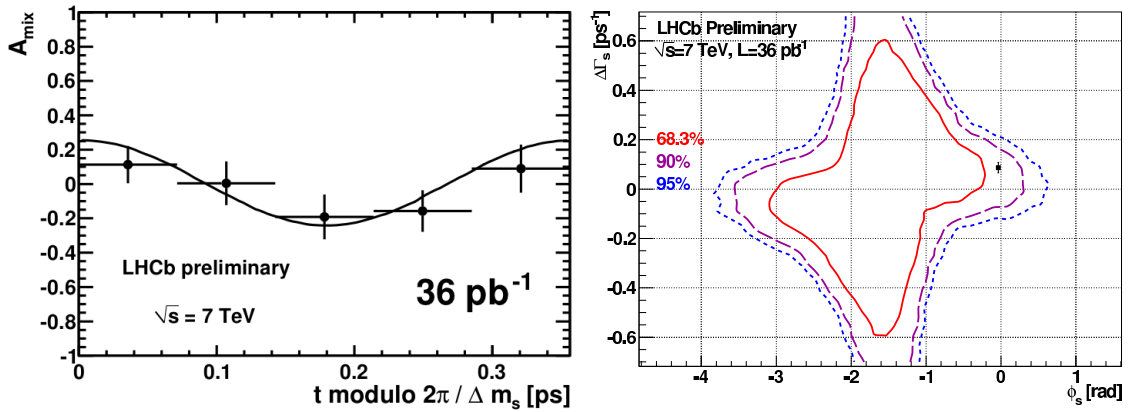 A_mix
1
0.8
0.6
0.4
0.2
0
-0.2
-0.4
-0.6
-0.8
-1
LHCb preliminary
√s = 7 TeV
36 pb⁻¹
0 0.1 0.2 0.3
t modulo 2π / Δ m_s [ps]
ΔΓ_s [ps⁻¹]
LHCb Preliminary
√s=7 TeV, L=36 pb⁻¹
0.6
0.4
0.2
0
-0.2
-0.4
-0.6
68.3%
90%
95%
-4 -3 -2 -1 0 1
ϕ_s [rad]